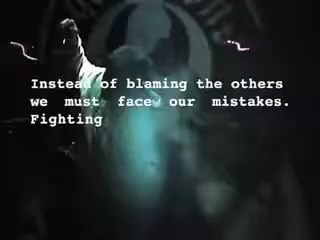 Instead of blaming the others
we must face our mistakes.
Fighting